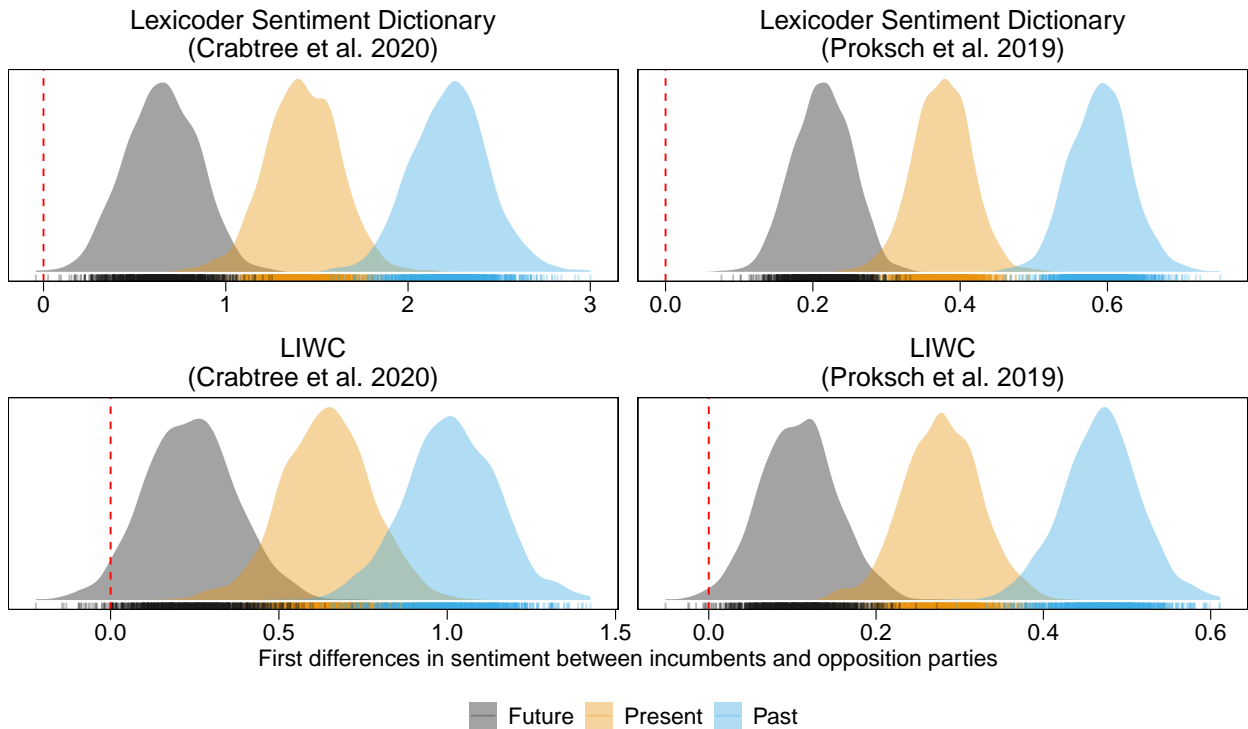 Lexicoder Sentiment Dictionary
(Crabtree et al. 2020)
Lexicoder Sentiment Dictionary
(Proksch et al. 2019)
0 1 2 3
0.0 0.2 0.4 0.6
LIWC
(Crabtree et al. 2020)
LIWC
(Proksch et al. 2019)
0.0 0.5 1.0 1.5
0.0 0.2 0.4 0.6
First differences in sentiment between incumbents and opposition parties
Future Present Past